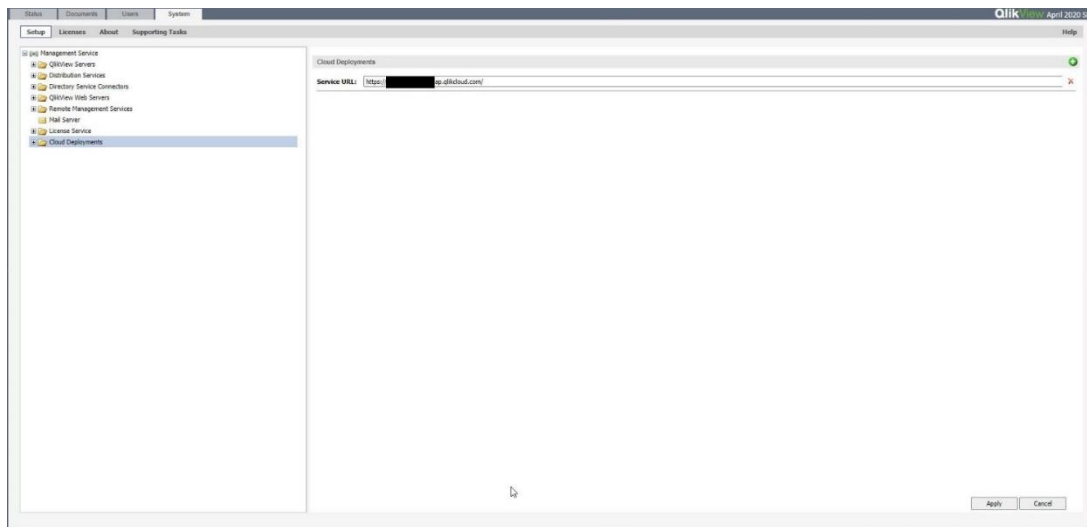 Status Documents Users System
QlikView April 2020 S
Setup Licenses About Supporting Tasks Help
Management Service
QlikView Servers
Distribution Services
Directory Service Connectors
QlikView Web Servers
Remote Management Services
Mail Server
License Service
Cloud Deployments
Cloud Deployments
Service URL: https:// ap.qlikcloud.com/
Apply Cancel